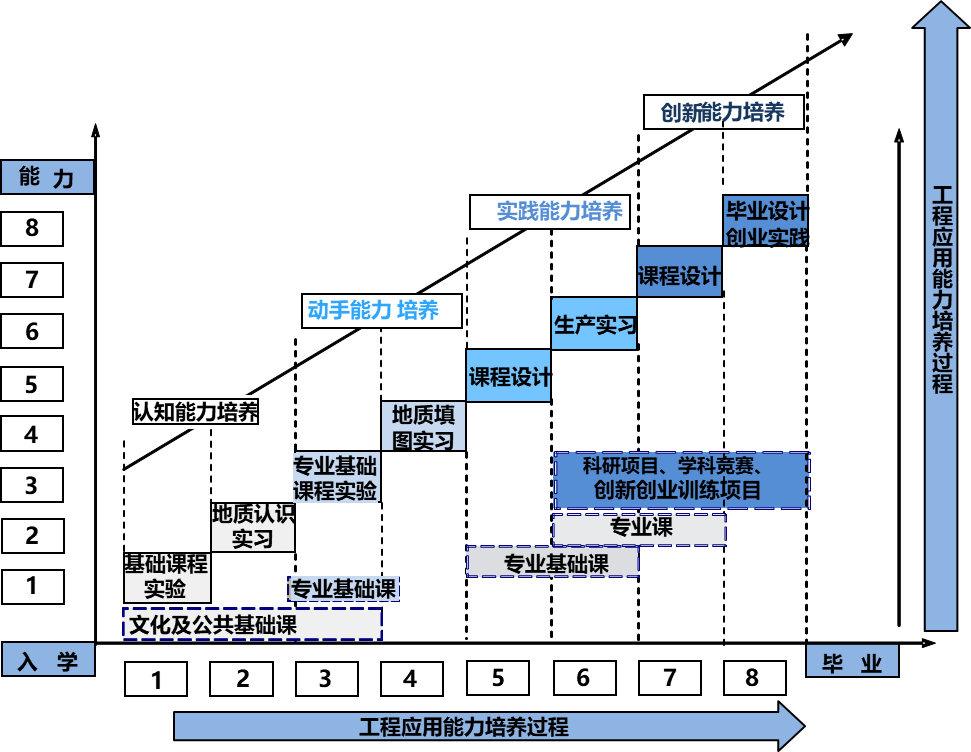 创新能力培养
能 力
工程应用能力培养过程
8
实践能力培养
毕业设计
创业实践
7
课程设计
动手能力 培养
6
生产实习
5
课程设计
认知能力培养
4
地质填
图实习
3
专业基础
课程实验
科研项目、学科竞赛、
创新创业训练项目
2
地质认识
实习
专业课
1
基础课程
实验
专业基础课
专业基础课
文化及公共基础课
入 学
毕 业
1 2 3 4 5 6 7 8
工程应用能力培养过程